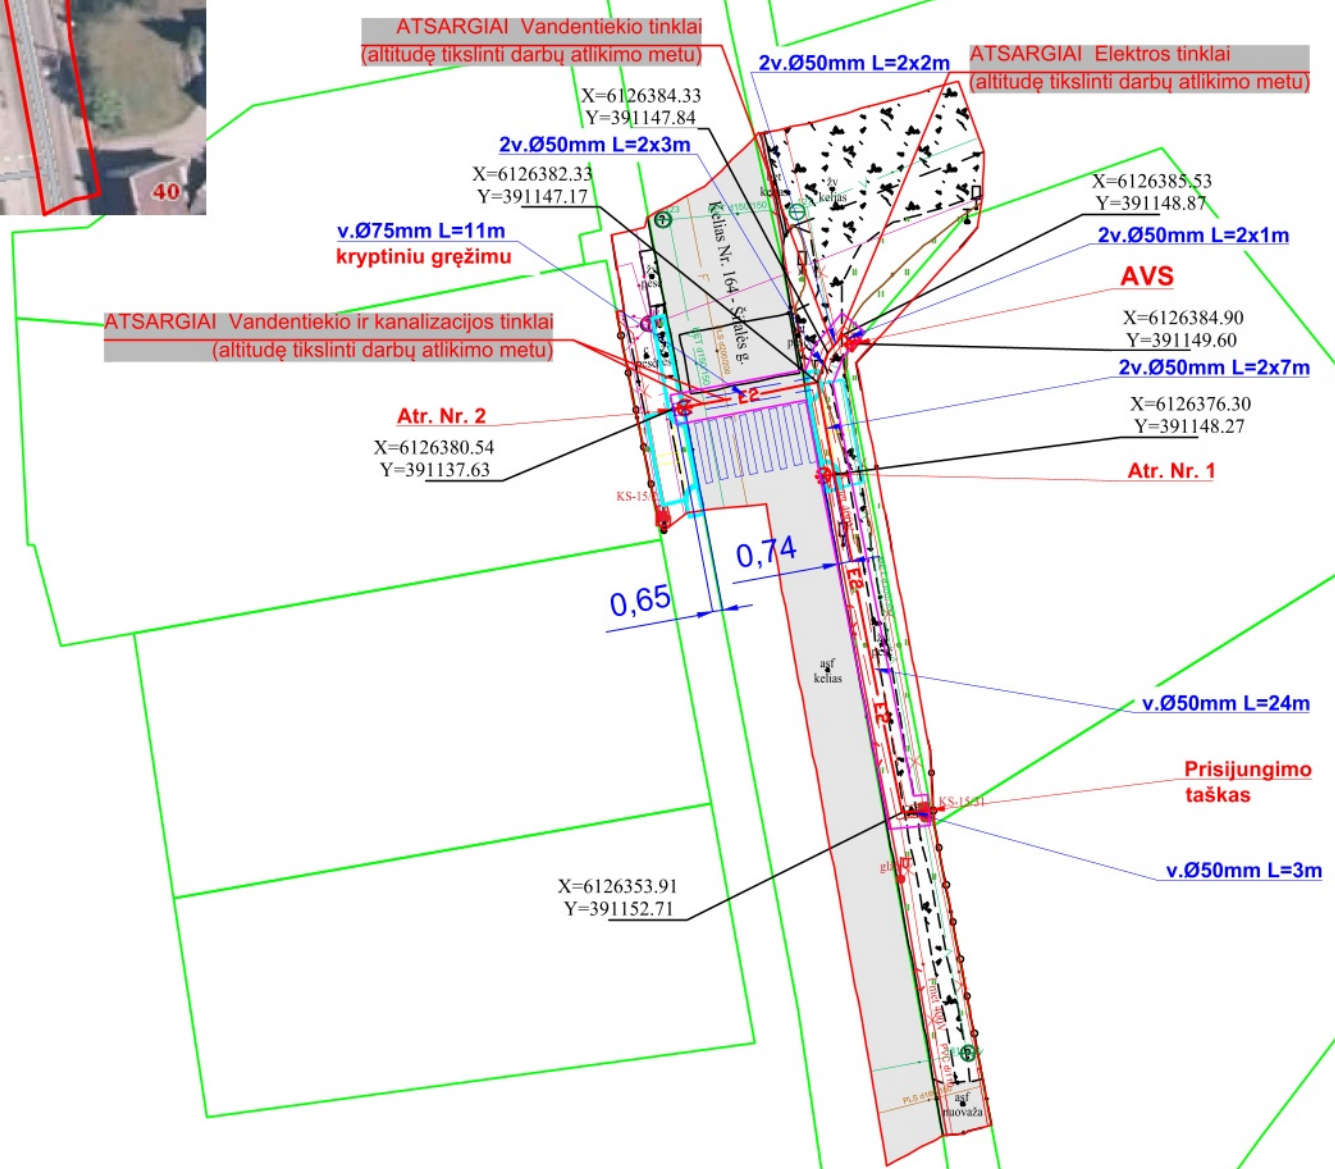 40
ATSARGIAI Vandentiekio tinklai
(altitudę tikslinti darbų atlikimo metu)
2v.Ø50mm L=2x2m
ATSARGIAI Elektros tinklai
(altitudę tikslinti darbų atlikimo metu)
X=6126384.33
Y=391147.84
2v.Ø50mm L=2x3m
X=6126382.33
Y=391147.17
X=6126385.53
Y=391148.87
v.Ø75mm L=11m
kryptiniu gręžimu
2v.Ø50mm L=2x1m
AVS
žv
kelias
Kelias Nr. 164 - Šilalės g.
ATSARGIAI Vandentiekio ir kanalizacijos tinklai
(altitudę tikslinti darbų atlikimo metu)
X=6126384.90
Y=391149.60
2v.Ø50mm L=2x7m
X=6126376.30
Y=391148.27
Atr. Nr. 2
X=6126380.54
Y=391137.63
E2
Atr. Nr. 1
0,74
0,65
E2
asf
kelias
E2
v.Ø50mm L=24m
Prisijungimo
taškas
KS-15/31
v.Ø50mm L=3m
X=6126353.91
Y=391152.71
asf
nuovaža